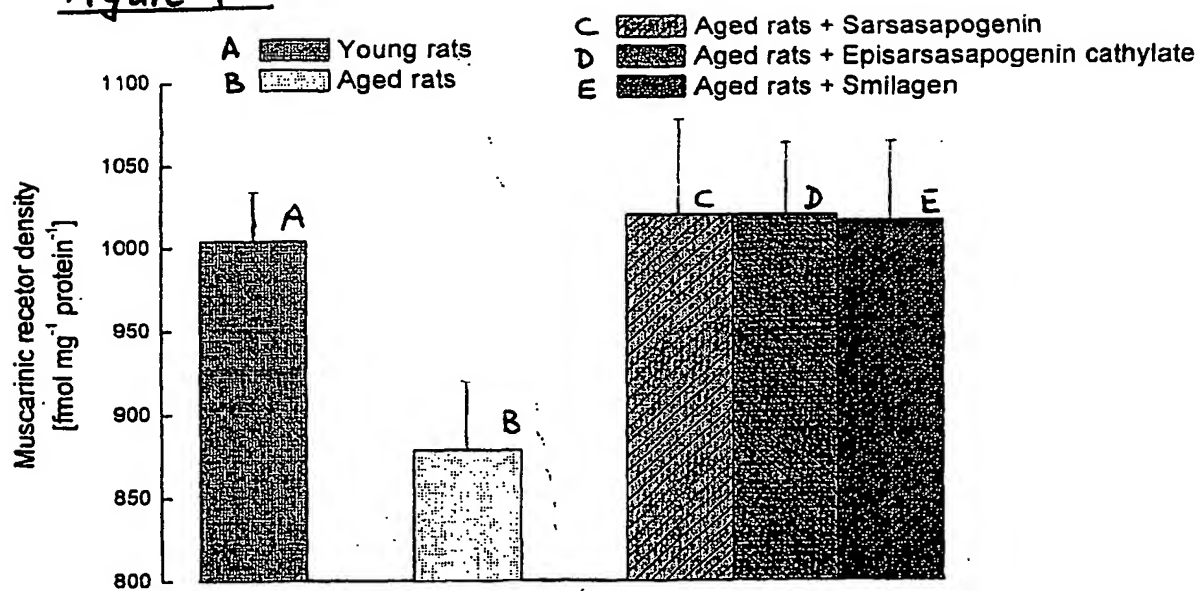 Figure
A Young rats
B Aged rats
C Aged rats + Sarsasapogenin
D Aged rats + Episarsasapogenin cathylate
E Aged rats + Smilagen
Muscarinic recetor density
[fmol mg⁻¹ protein⁻¹]
1100
1050
1000
950
900
850
800
A
B
C
D
E